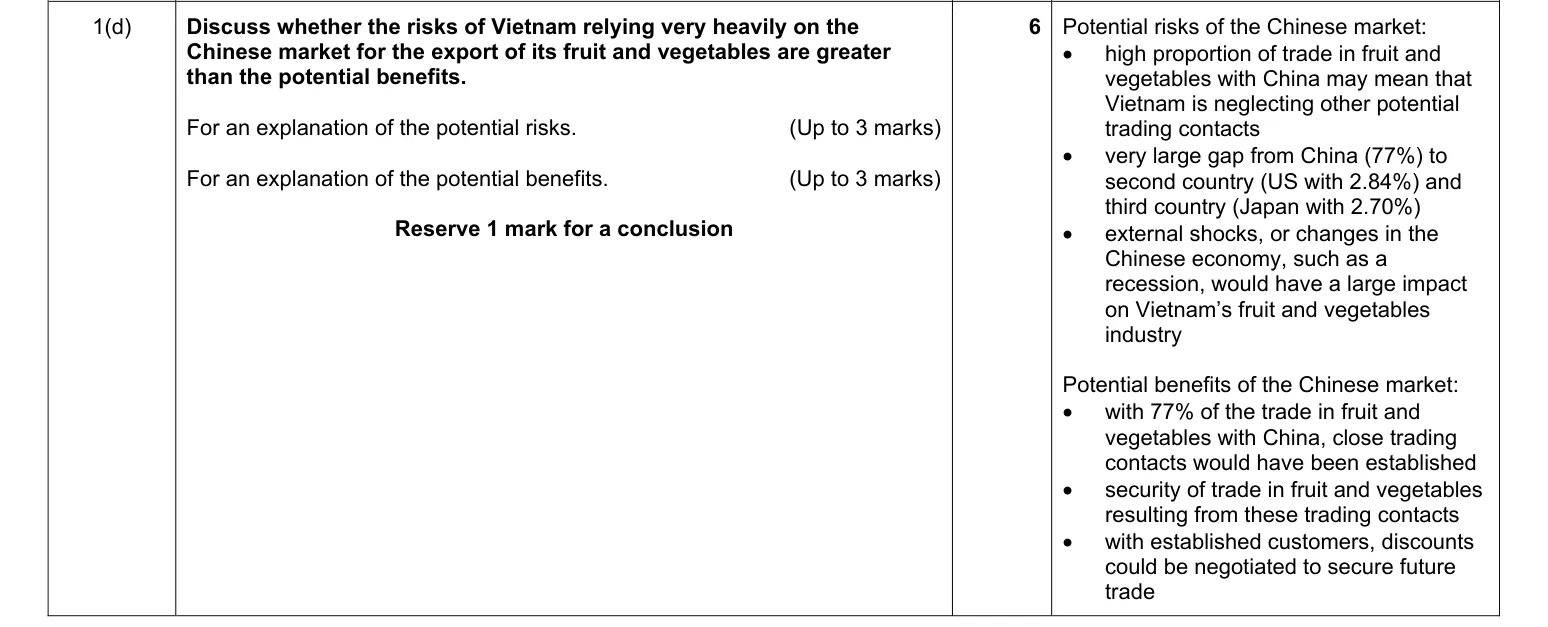 1(d)
Discuss whether the risks of Vietnam relying very heavily on the
Chinese market for the export of its fruit and vegetables are greater
than the potential benefits.
For an explanation of the potential risks. (Up to 3 marks)
For an explanation of the potential benefits. (Up to 3 marks)
Reserve 1 mark for a conclusion
6
Potential risks of the Chinese market:
• high proportion of trade in fruit and
vegetables with China may mean that
Vietnam is neglecting other potential
trading contacts
• very large gap from China (77%) to
second country (US with 2.84%) and
third country (Japan with 2.70%)
• external shocks, or changes in the
Chinese economy, such as a
recession, would have a large impact
on Vietnam’s fruit and vegetables
industry
Potential benefits of the Chinese market:
• with 77% of the trade in fruit and
vegetables with China, close trading
contacts would have been established
• security of trade in fruit and vegetables
resulting from these trading contacts
• with established customers, discounts
could be negotiated to secure future
trade